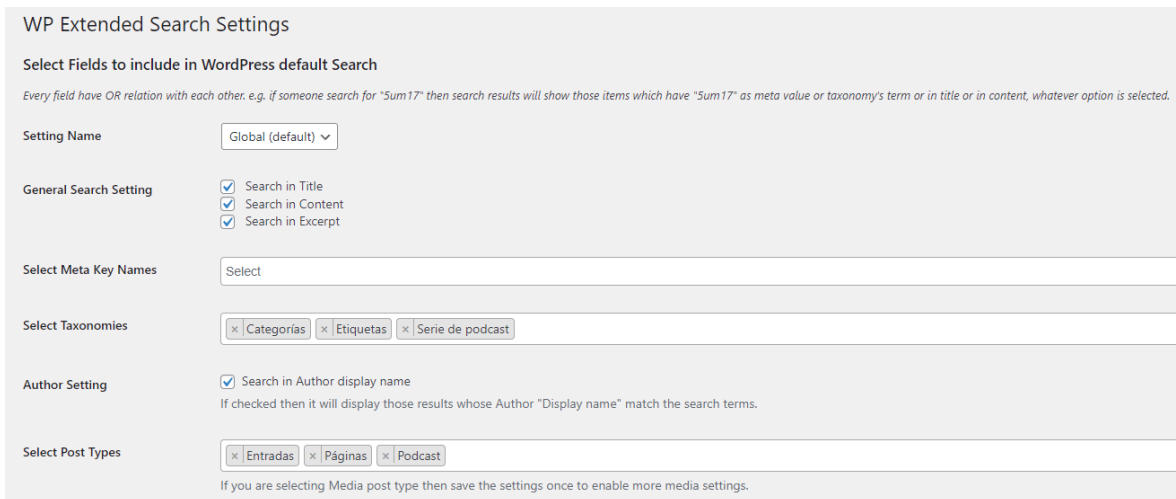 WP Extended Search Settings
Select Fields to include in WordPress default Search
Every field have OR relation with each other. e.g. if someone search for "5um17" then search results will show those items which have "5um17" as meta value or taxonomy's term or in title or in content, whatever option is selected.
Setting Name
Global (default)
General Search Setting
Search in Title
Search in Content
Search in Excerpt
Select Meta Key Names
Select
Select Taxonomies
× Categorías × Etiquetas × Serie de podcast
Author Setting
Search in Author display name
If checked then it will display those results whose Author "Display name" match the search terms.
Select Post Types
× Entradas × Páginas × Podcast
If you are selecting Media post type then save the settings once to enable more media settings.